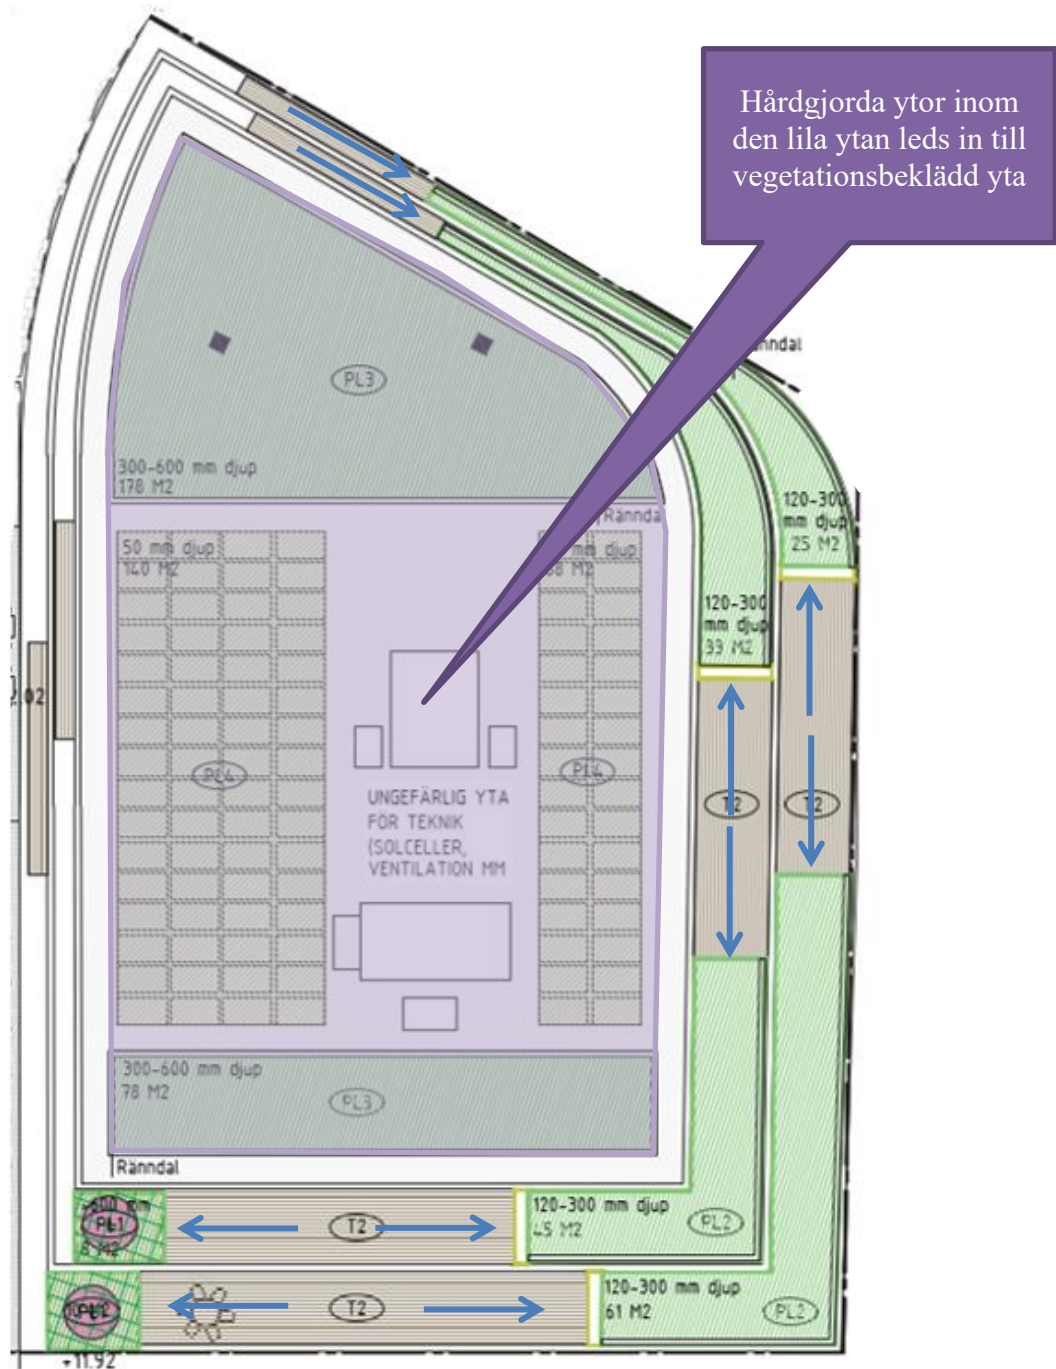 Hårdgjorda ytor inom
den lila ytan leds in till
vegetationsbeklädd yta
PL3
300-600 mm djup
178 M2
Ränndal
50 mm djup
140 M2
mm djup
M2
120-300
mm djup
25 M2
120-300
mm djup
33 M2
PL4
PL4
T2
T2
UNGEFÄRLIG YTA
FÖR TEKNIK
(SOLCELLER,
VENTILATION MM
300-600 mm djup
78 M2
PL3
Ränndal
PL1
T2
120-300 mm djup
45 M2
PL2
T2
120-300 mm djup
61 M2
PL2
+11.92